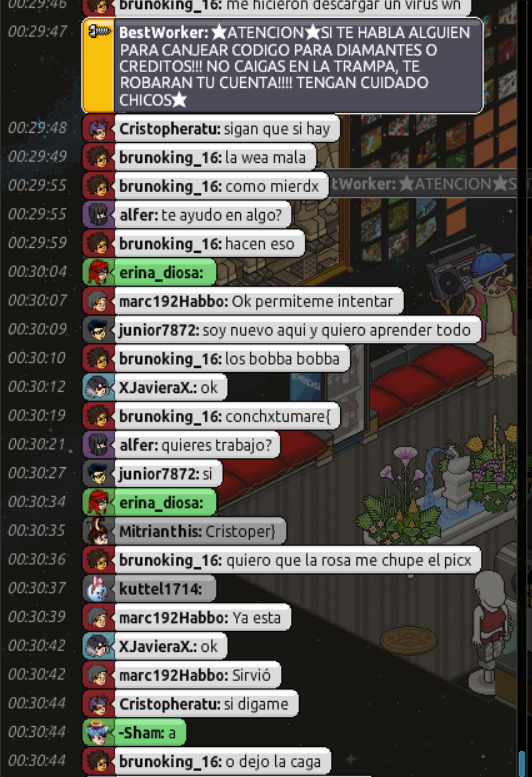 00:29:46 brunoking_16: me hicieron descargar un virus wn
00:29:47 BestWorker: ★ATENCION★SI TE HABLA ALGUIEN
PARA CANJEAR CODIGO PARA DIAMANTES O
CREDITOS!!! NO CAIGAS EN LA TRAMPA, TE
ROBARAN TU CUENTA!!!! TENGAN CUIDADO
CHICOS★
00:29:48 Cristopheratu: sigan que si hay
00:29:49 brunoking_16: la wea mala
00:29:55 brunoking_16: como mierdx
tWorker: ★ATENCION★S
00:29:55 alfer: te ayudo en algo?
00:29:59 brunoking_16: hacen eso
00:30:04 erina_diosa:
00:30:07 marc192Habbo: Ok permiteme intentar
00:30:09 junior7872: soy nuevo aqui y quiero aprender todo
00:30:10 brunoking_16: los bobba bobba
00:30:12 XJavieraX.: ok
00:30:19 brunoking_16: conchxtumare{
00:30:21 alfer: quieres trabajo?
00:30:27 junior7872: si
00:30:34 erina_diosa:
00:30:35 Mitrianthis: Cristoper}
00:30:36 brunoking_16: quiero que la rosa me chupe el picx
00:30:37 kuttel1714:
00:30:39 marc192Habbo: Ya esta
00:30:42 XJavieraX.: ok
00:30:42 marc192Habbo: Sirvió
00:30:44 Cristopheratu: si digame
00:30:44 -Sham: a
00:30:44 brunoking_16: o dejo la caga